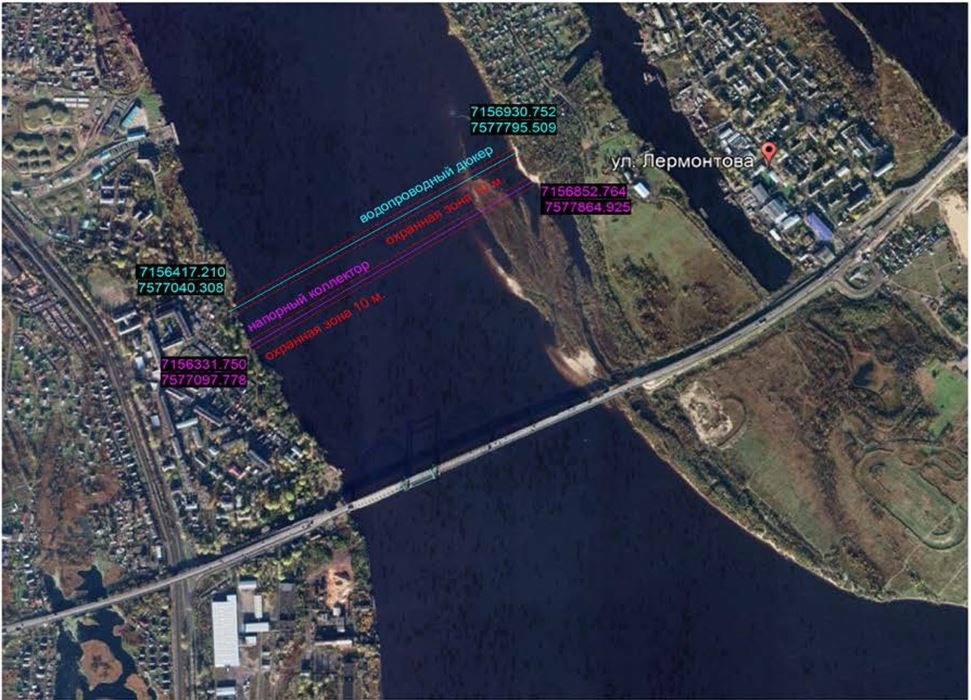 7156930.752
7577795.509
ул. Лермонтова
водопроводный дюкер
7156852.764
7577864.925
охранная зона 10 м.
7156417.210
7577040.308
напорный коллектор
охранная зона 10 м.
7156331.750
7577097.778